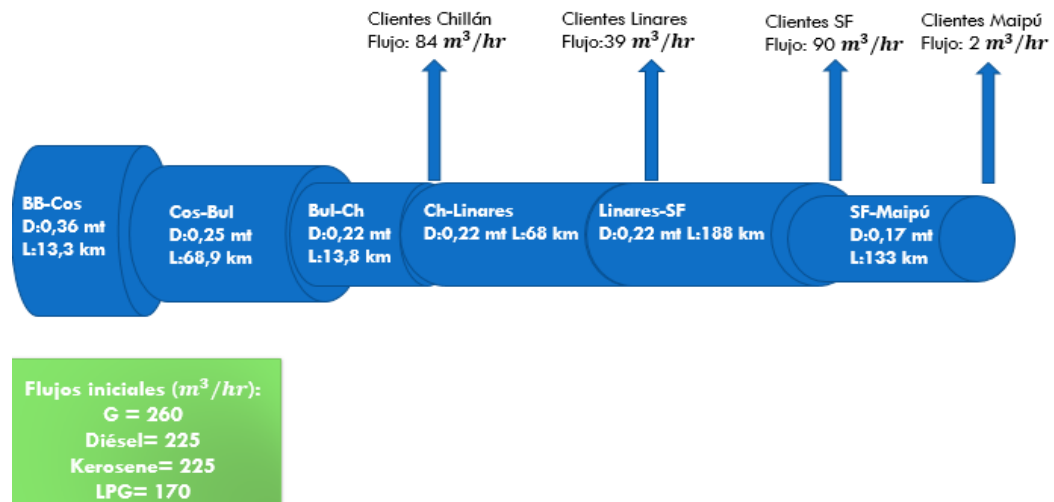 Clientes Chillán
Flujo: 84 m³/hr
Clientes Linares
Flujo:39 m³/hr
Clientes SF
Flujo: 90 m³/hr
Clientes Maipú
Flujo: 2 m³/hr
BB-Cos
D:0,36 mt
L:13,3 km
Cos-Bul
D:0,25 mt
L:68,9 km
Bul-Ch
D:0,22 mt
L:13,8 km
Ch-Linares
D:0,22 mt L:68 km
Linares-SF
D:0,22 mt L:188 km
SF-Maipú
D:0,17 mt
L:133 km
Flujos iniciales (m³/hr):
G = 260
Diésel= 225
Kerosene= 225
LPG= 170